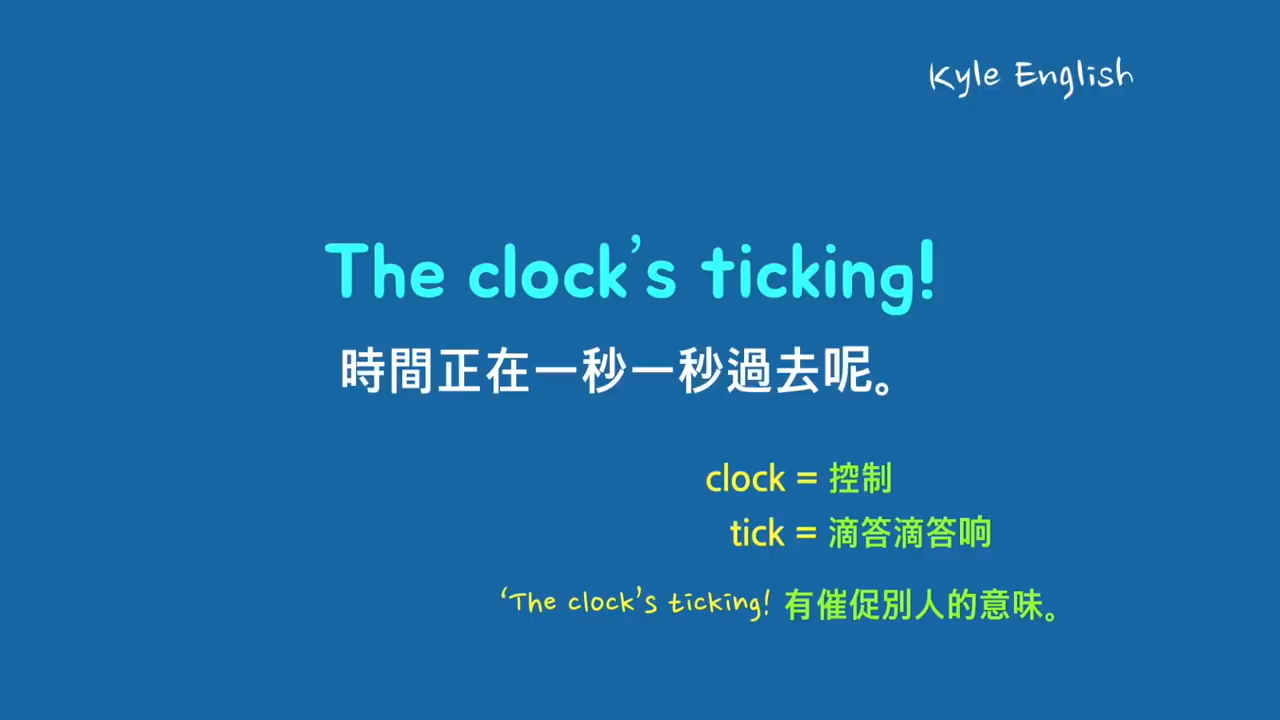 Kyle English
The clock's ticking!
時間正在一秒一秒過去呢。
clock = 控制
tick = 滴答滴答响
‘The clock’s ticking! 有催促別人的意味。